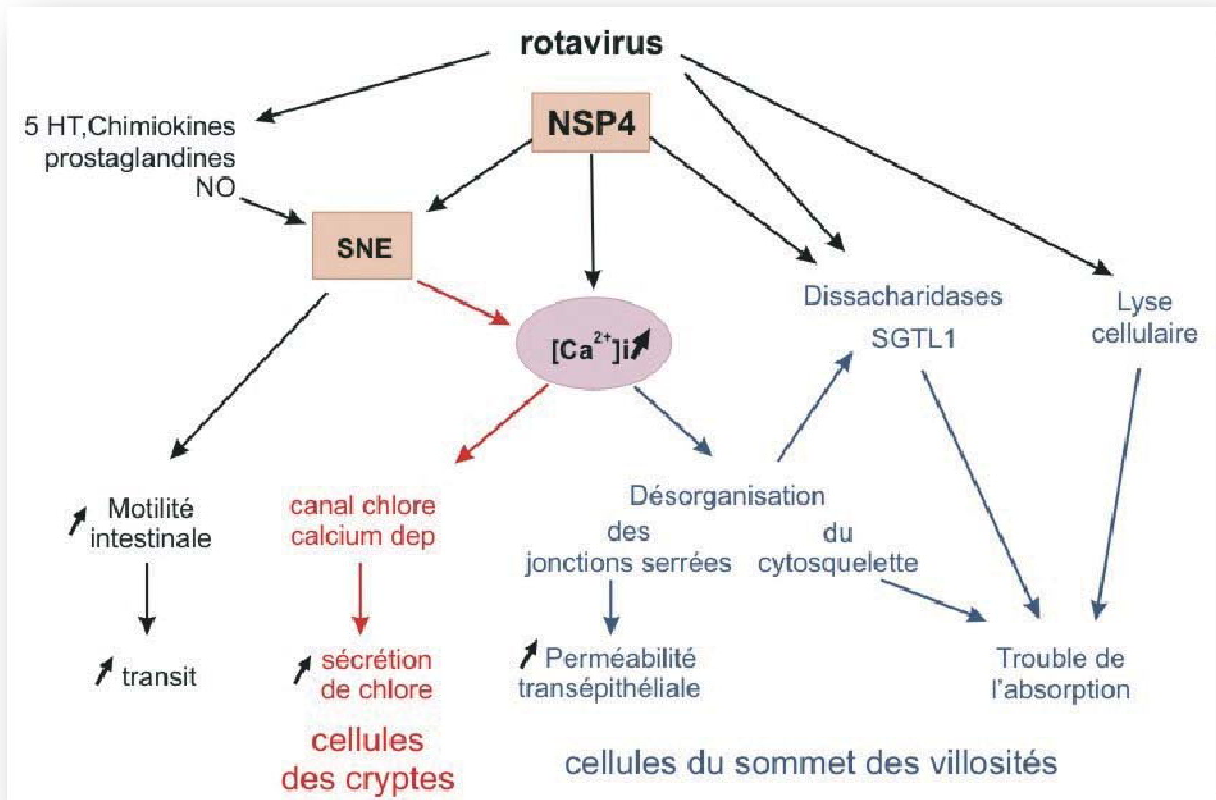 rotavirus
NSP4
5 HT,Chimiokines
prostaglandines
NO
SNE
[Ca²⁺]i
Dissacharidases
SGTL1
Lyse
cellulaire
Motilité
intestinale
canal chlore
calcium dep
Désorganisation
des
jonctions serrées
du
cytosquelette
transit
sécrétion
de chlore
Perméabilité
transépithéliale
Trouble de
l'absorption
cellules
des cryptes
cellules du sommet des villosités